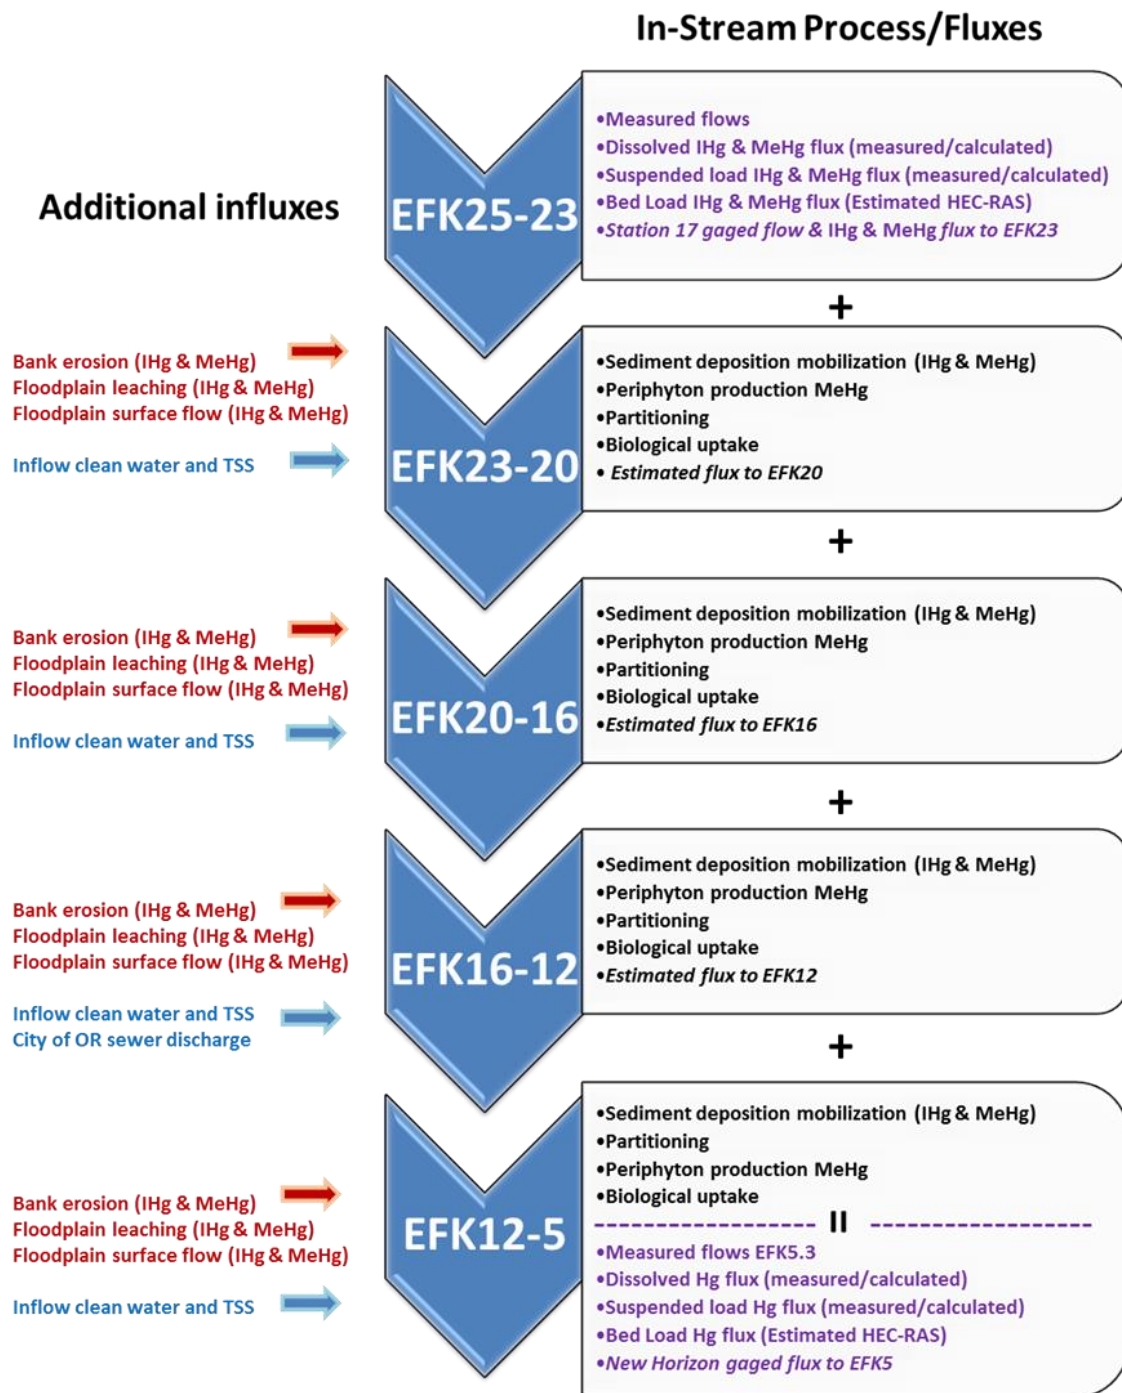 In-Stream Process/Fluxes
Additional influxes
EFK25-23
•Measured flows
•Dissolved IHg & MeHg flux (measured/calculated)
•Suspended load IHg & MeHg flux (measured/calculated)
•Bed Load IHg & MeHg flux (Estimated HEC-RAS)
•Station 17 gaged flow & IHg & MeHg flux to EFK23
+
Bank erosion (IHg & MeHg)
Floodplain leaching (IHg & MeHg)
Floodplain surface flow (IHg & MeHg)
Inflow clean water and TSS
EFK23-20
•Sediment deposition mobilization (IHg & MeHg)
•Periphyton production MeHg
•Partitioning
•Biological uptake
• Estimated flux to EFK20
+
Bank erosion (IHg & MeHg)
Floodplain leaching (IHg & MeHg)
Floodplain surface flow (IHg & MeHg)
Inflow clean water and TSS
EFK20-16
•Sediment deposition mobilization (IHg & MeHg)
•Periphyton production MeHg
•Partitioning
•Biological uptake
•Estimated flux to EFK16
+
Bank erosion (IHg & MeHg)
Floodplain leaching (IHg & MeHg)
Floodplain surface flow (IHg & MeHg)
Inflow clean water and TSS
City of OR sewer discharge
EFK16-12
•Sediment deposition mobilization (IHg & MeHg)
•Periphyton production MeHg
•Partitioning
•Biological uptake
•Estimated flux to EFK12
+
Bank erosion (IHg & MeHg)
Floodplain leaching (IHg & MeHg)
Floodplain surface flow (IHg & MeHg)
Inflow clean water and TSS
EFK12-5
•Sediment deposition mobilization (IHg & MeHg)
•Partitioning
•Periphyton production MeHg
•Biological uptake
II
•Measured flows EFK5.3
•Dissolved Hg flux (measured/calculated)
•Suspended load Hg flux (measured/calculated)
•Bed Load Hg flux (Estimated HEC-RAS)
•New Horizon gaged flux to EFK5